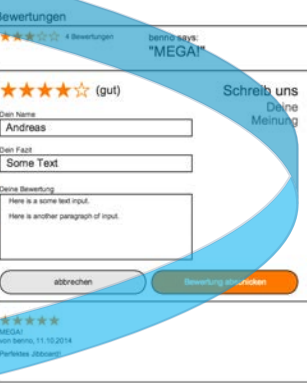 Bewertungen
4 Bewertungen
benno says:
"MEGA!"
(gut)
Schreib uns
Deine
Meinung
Dein Name
Andreas
Dein Fazit
Some Text
Deine Bewertung
Here is a some text input.
Here is another paragraph of input.
abbrechen
Bewertung abschicken
MEGA!
von benno, 11.10.2014
Perfektes Jibboard!